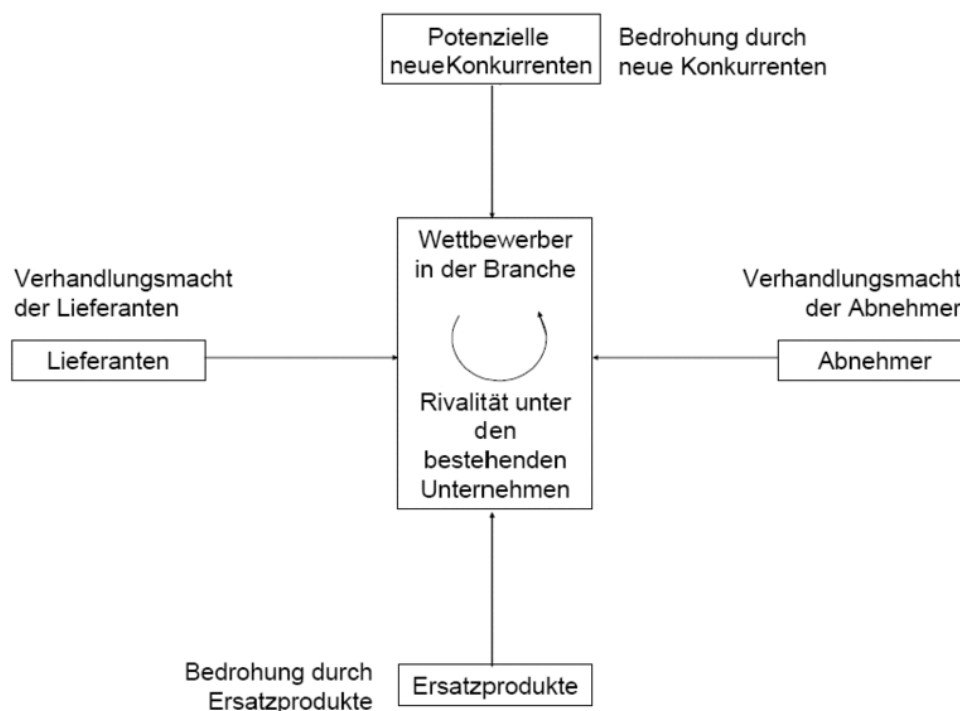 Potenzielle
neueKonkurrenten
Bedrohung durch
neue Konkurrenten
Wettbewerber
in der Branche
Verhandlungsmacht
der Lieferanten
Lieferanten
Verhandlungsmacht
der Abnehmer
Abnehmer
Rivalität unter
den
bestehenden
Unternehmen
Bedrohung durch
Ersatzprodukte
Ersatzprodukte